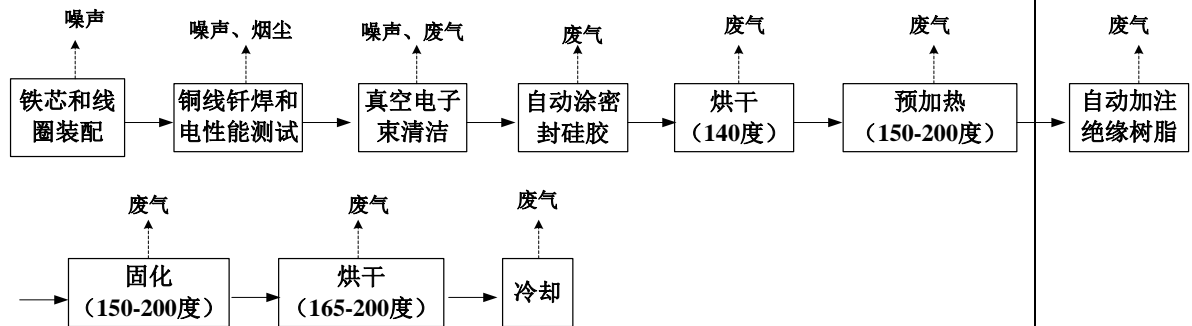 噪声
噪声、烟尘
噪声、废气
废气
废气
废气
废气
铁芯和线
圈装配
铜线钎焊和
电性能测试
真空电子
束清洁
自动涂密
封硅胶
烘干
（140度）
预加热
（150-200度）
自动加注
绝缘树脂
废气
废气
废气
固化
（150-200度）
烘干
（165-200度）
冷却